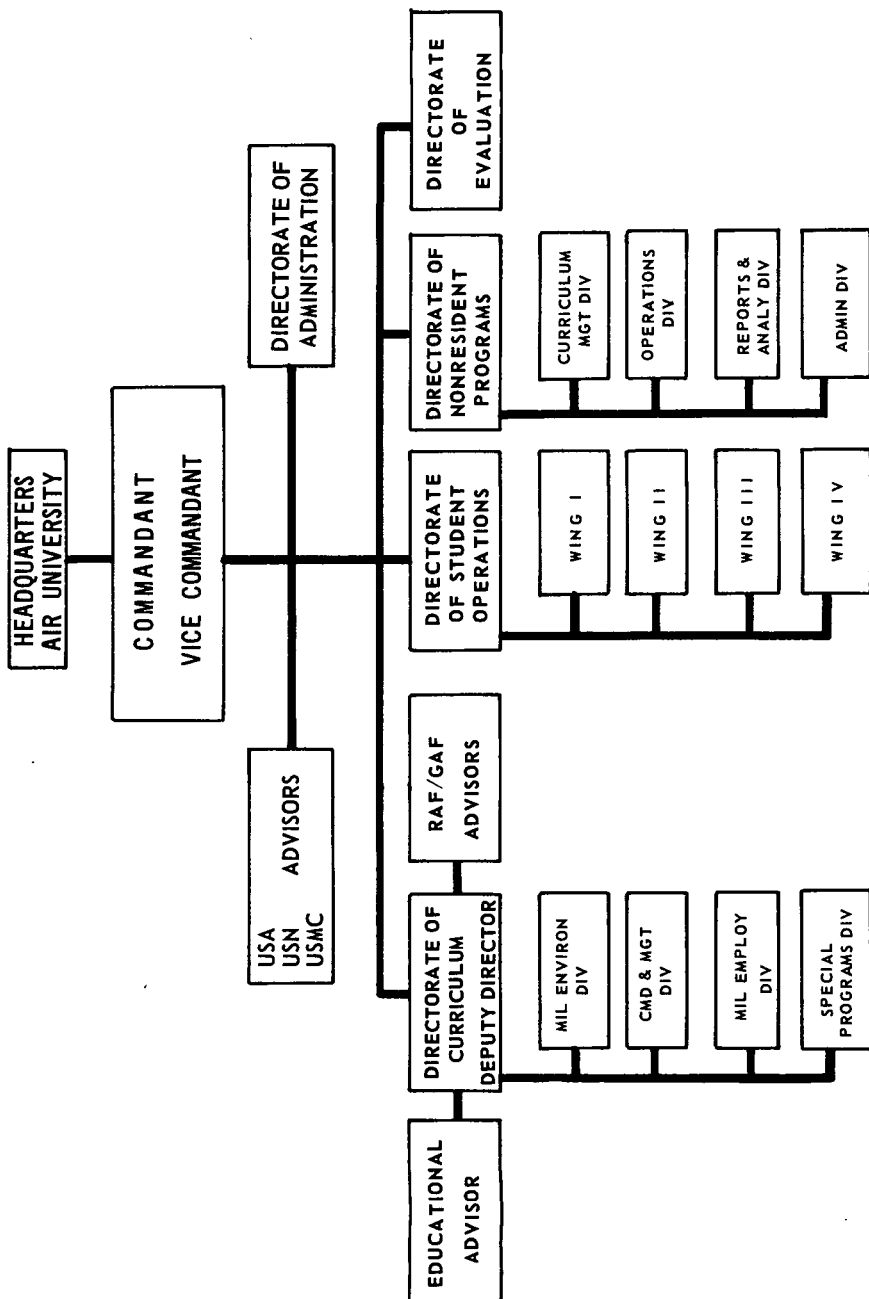 HEADQUARTERS
AIR UNIVERSITY
COMMANDANT
VICE COMMANDANT
USA
USN ADVISORS
USMC
DIRECTORATE OF
ADMINISTRATION
EDUCATIONAL
ADVISOR
DIRECTORATE OF
CURRICULUM
DEPUTY DIRECTOR
RAF/GAF
ADVISORS
DIRECTORATE
OF STUDENT
OPERATIONS
DIRECTORATE OF
NONRESIDENT
PROGRAMS
DIRECTORATE
OF
EVALUATION
MIL ENVIRON
DIV
CMD & MGT
DIV
MIL EMPLOY
DIV
SPECIAL
PROGRAMS DIV
WING I
WING II
WING III
WING IV
CURRICULUM
MGT DIV
OPERATIONS
DIV
REPORTS &
ANALY DIV
ADMIN DIV